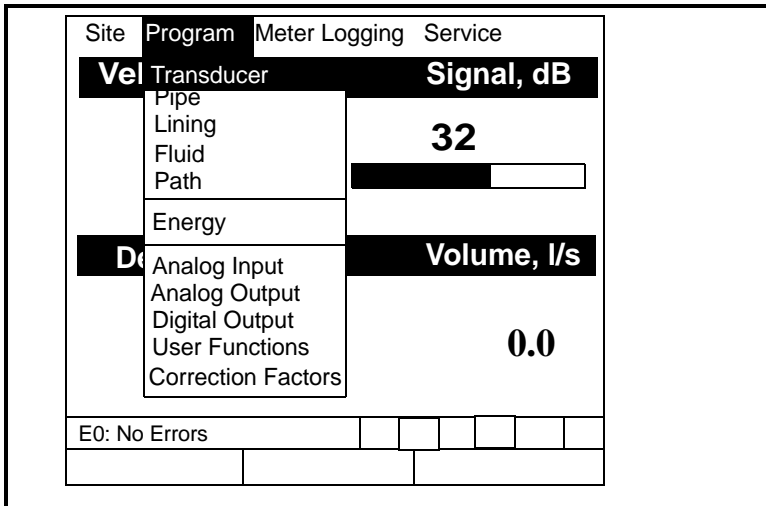 Site Program Meter Logging Service
Vel Transducer Signal, dB
Pipe
Lining
32
Fluid
Path
Energy
De Volume, l/s
Analog Input
Analog Output
Digital Output
User Functions
0.0
Correction Factors
E0: No Errors